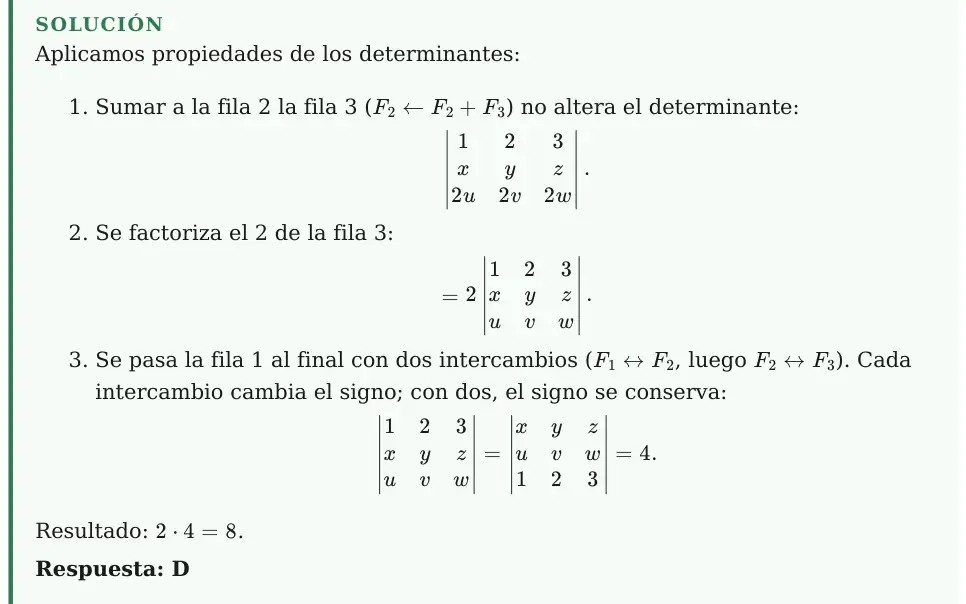 SOLUCIÓN
Aplicamos propiedades de los determinantes:
1. Sumar a la fila 2 la fila 3 (F₂ ← F₂ + F₃) no altera el determinante:
|1 2 3|
|x y z| .
|2u 2v 2w|
2. Se factoriza el 2 de la fila 3:
|1 2 3|
= 2 |x y z| .
|u v w|
3. Se pasa la fila 1 al final con dos intercambios (F₁ ↔ F₂, luego F₂ ↔ F₃). Cada
intercambio cambia el signo; con dos, el signo se conserva:
|1 2 3| |x y z|
|x y z| = |u v w| = 4.
|u v w| |1 2 3|
Resultado: 2 · 4 = 8.
Respuesta: D